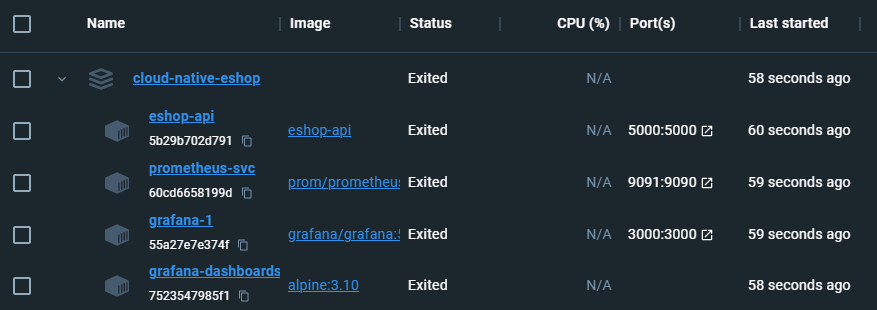 Name Image Status CPU (%) Port(s) Last started
cloud-native-eshop Exited N/A 58 seconds ago
eshop-api
5b29b702d791
eshop-api Exited N/A 5000:5000 60 seconds ago
prometheus-svc
60cd6658199d
prom/prometheus Exited N/A 9091:9090 59 seconds ago
grafana-1
55a27e7e374f
grafana/grafana:5 Exited N/A 3000:3000 59 seconds ago
grafana-dashboards
7523547985f1
alpine:3.10 Exited N/A 58 seconds ago